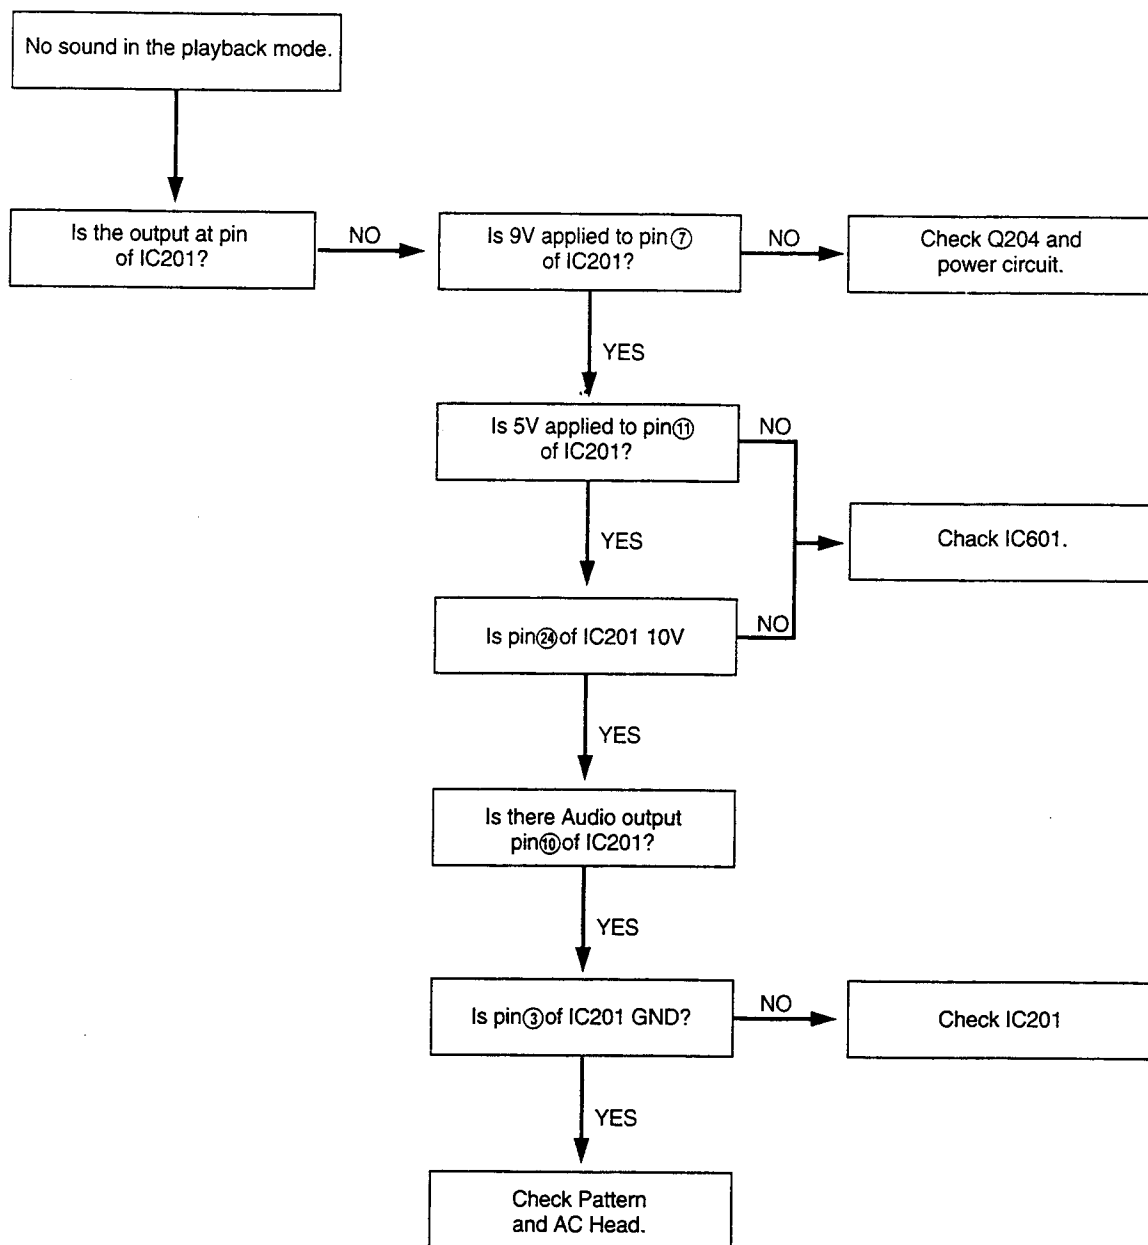 No sound in the playback mode.
Is the output at pin
of IC201?
NO
Is 9V applied to pin⑦
of IC201?
NO
Check Q204 and
power circuit.
YES
Is 5V applied to pin⑪
of IC201?
NO
YES
Chack IC601.
Is pin㉔of IC201 10V
NO
YES
Is there Audio output
pin⑩of IC201?
YES
Is pin③of IC201 GND?
NO
Check IC201
YES
Check Pattern
and AC Head.